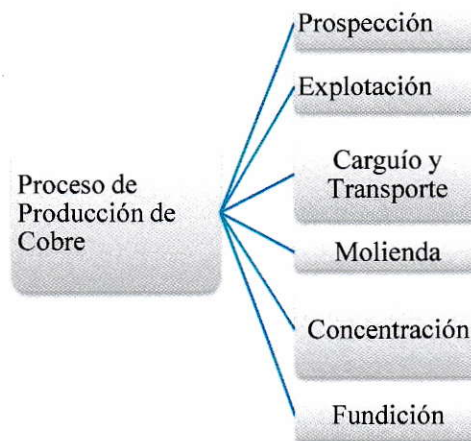 Prospección
Explotación
Carguío y
Transporte
Proceso de
Producción de
Cobre
Molienda
Concentración
Fundición